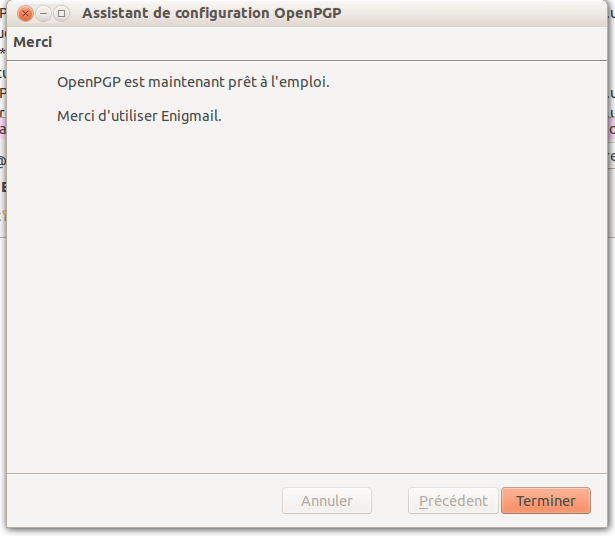 Assistant de configuration OpenPGP
Merci
OpenPGP est maintenant prêt à l'emploi.
Merci d'utiliser Enigmail.
Annuler
Précédent
Terminer